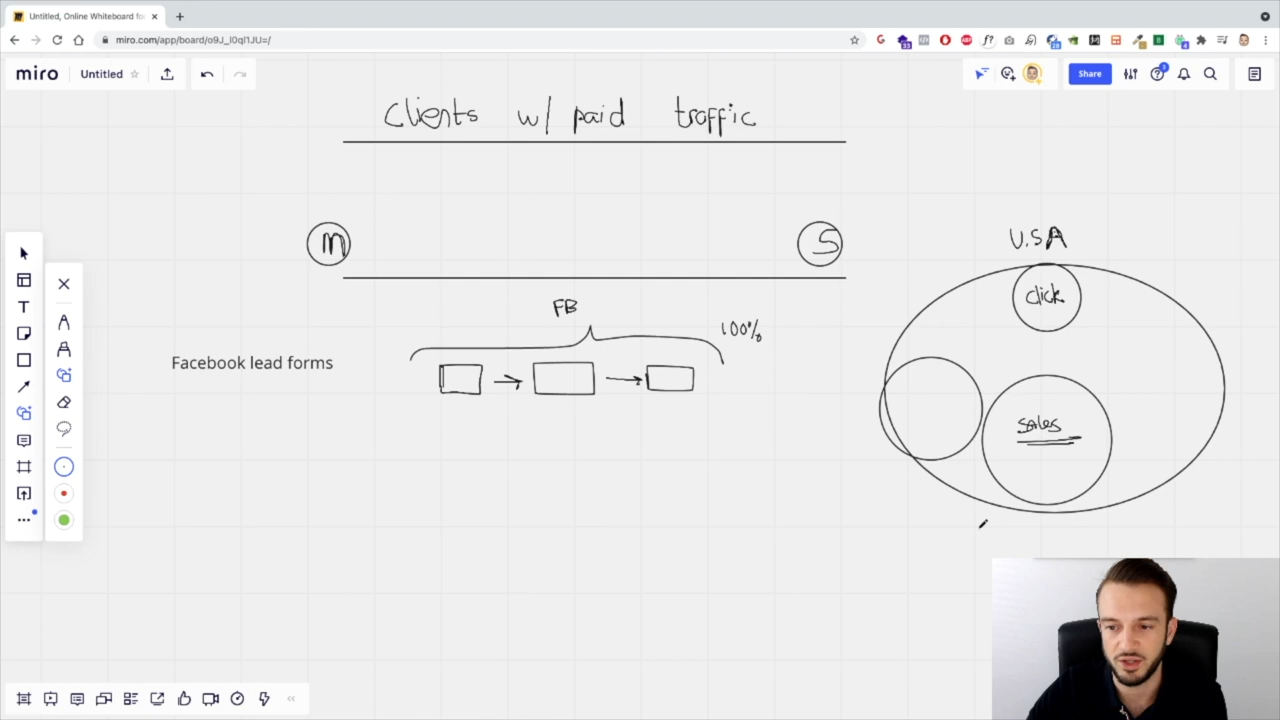 Untitled, Online Whiteboard fo
miro.com/app/board/o9J_l0ql1JU=/
miro
Untitled
Share
clients w/ paid traffic
M
S
U.SA
click
FB
100%
Facebook lead forms
sales